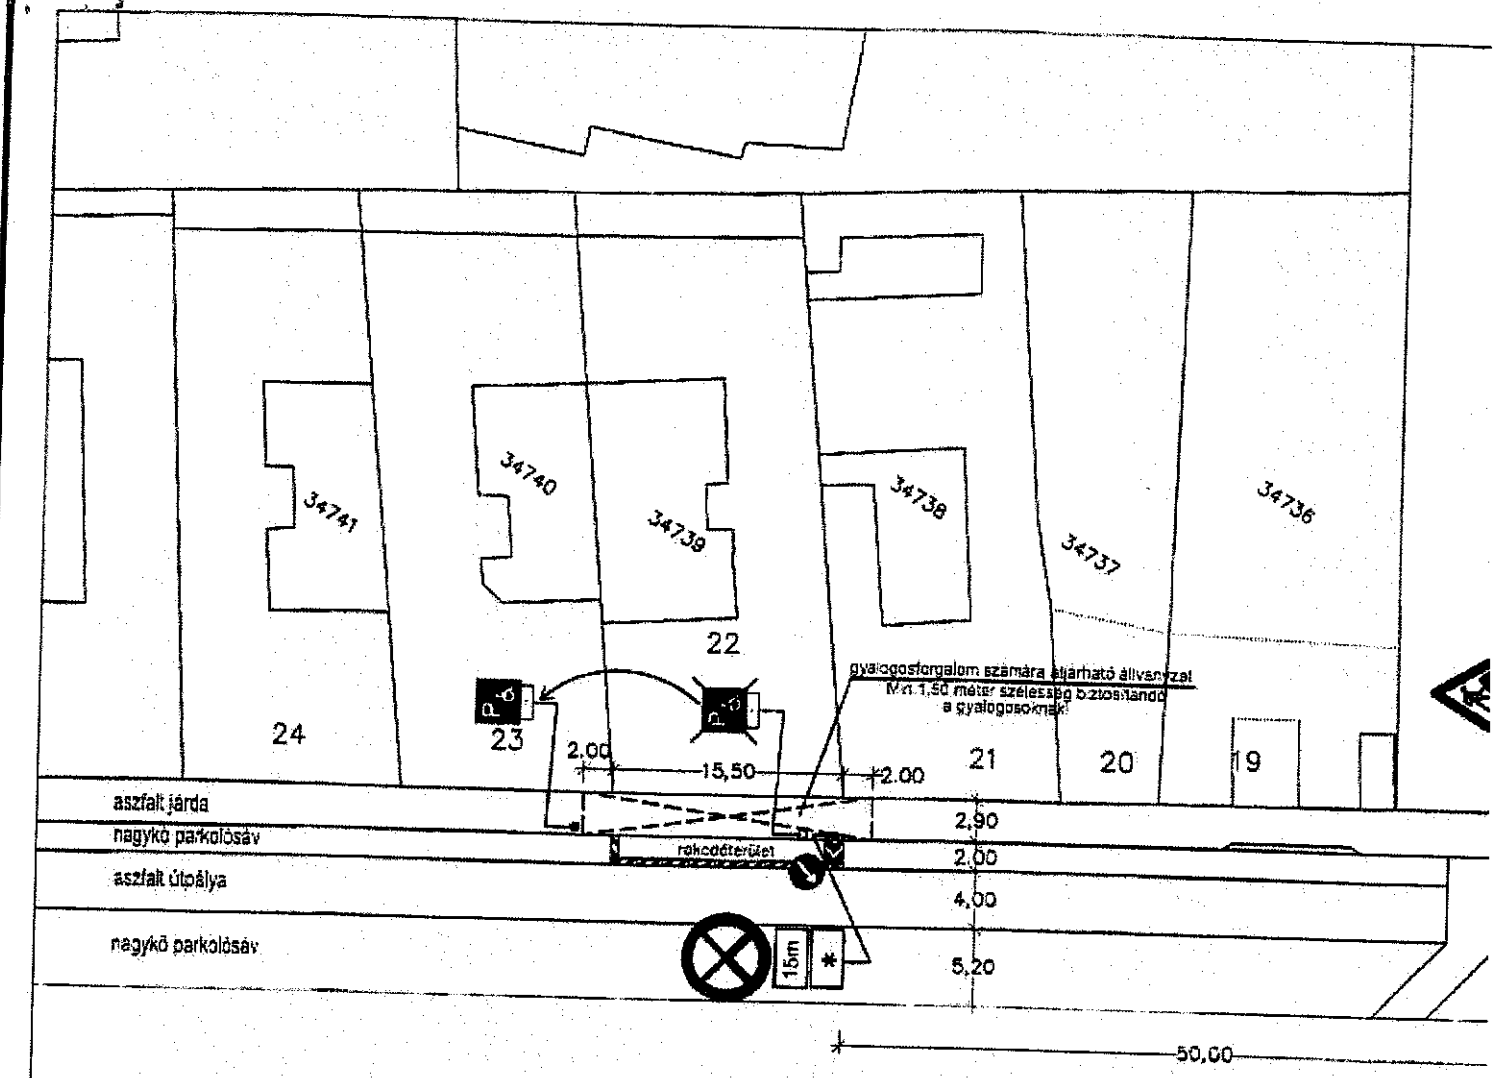 34741
34740
34739
34738
34737
34736
22
gyalogosforgalom számára átjárható állványzat
Min 1,50 méter szélesség biztosítandó
a gyalogosoknak!
24
23
21
20
19
2.00
15,50
2.00
aszfalt járda
2,90
nagykő parkolósáv
rakodóterület
2.00
aszfalt útpálya
4,00
nagykő parkolósáv
15m
*
5,20
50,00